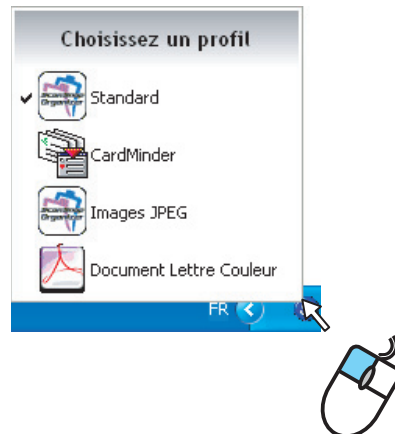 Choisissez un profil
Standard
CardMinder
Images JPEG
Document Lettre Couleur
FR